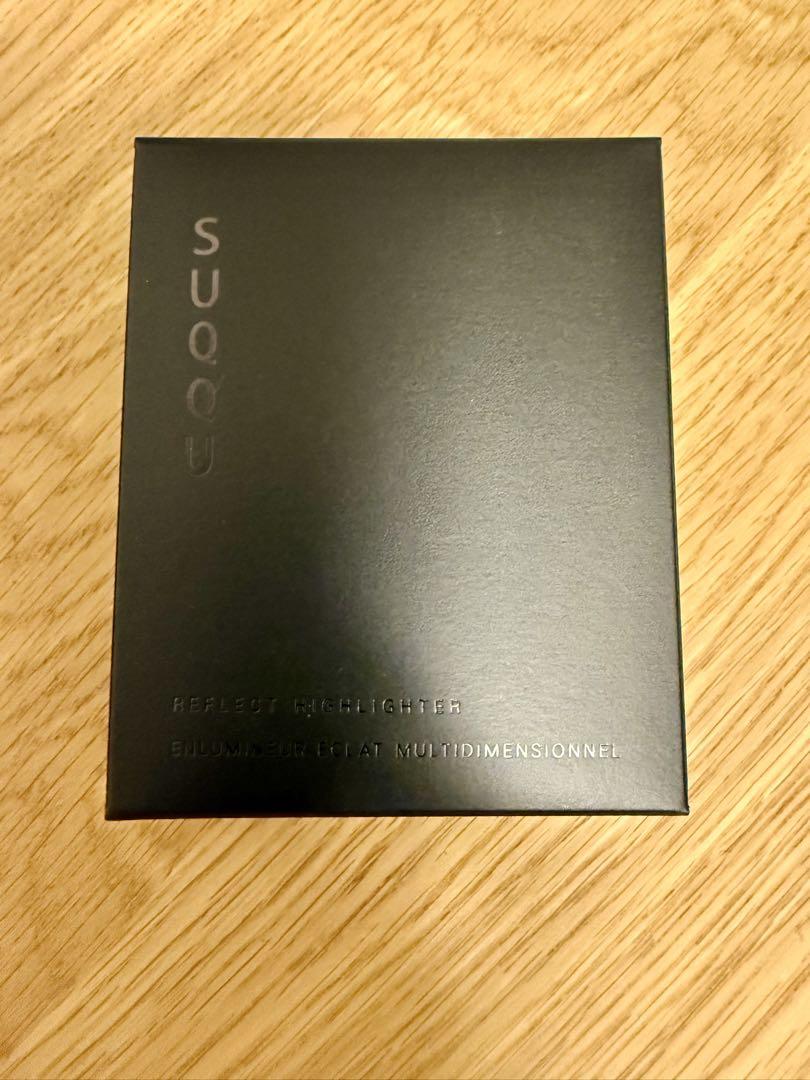 SUQQU
REFLECT HIGHLIGHTER
ENLUMINEUR ÉCLAT MULTIDIMENSIONNEL